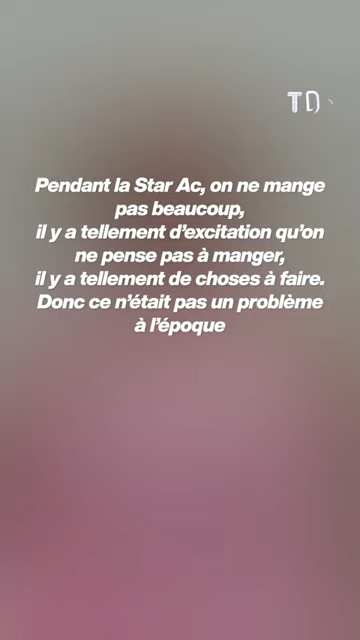 TD
Pendant la Star Ac, on ne mange
pas beaucoup,
il y a tellement d'excitation qu'on
ne pense pas à manger,
il y a tellement de choses à faire.
Donc ce n'était pas un problème
à l'époque